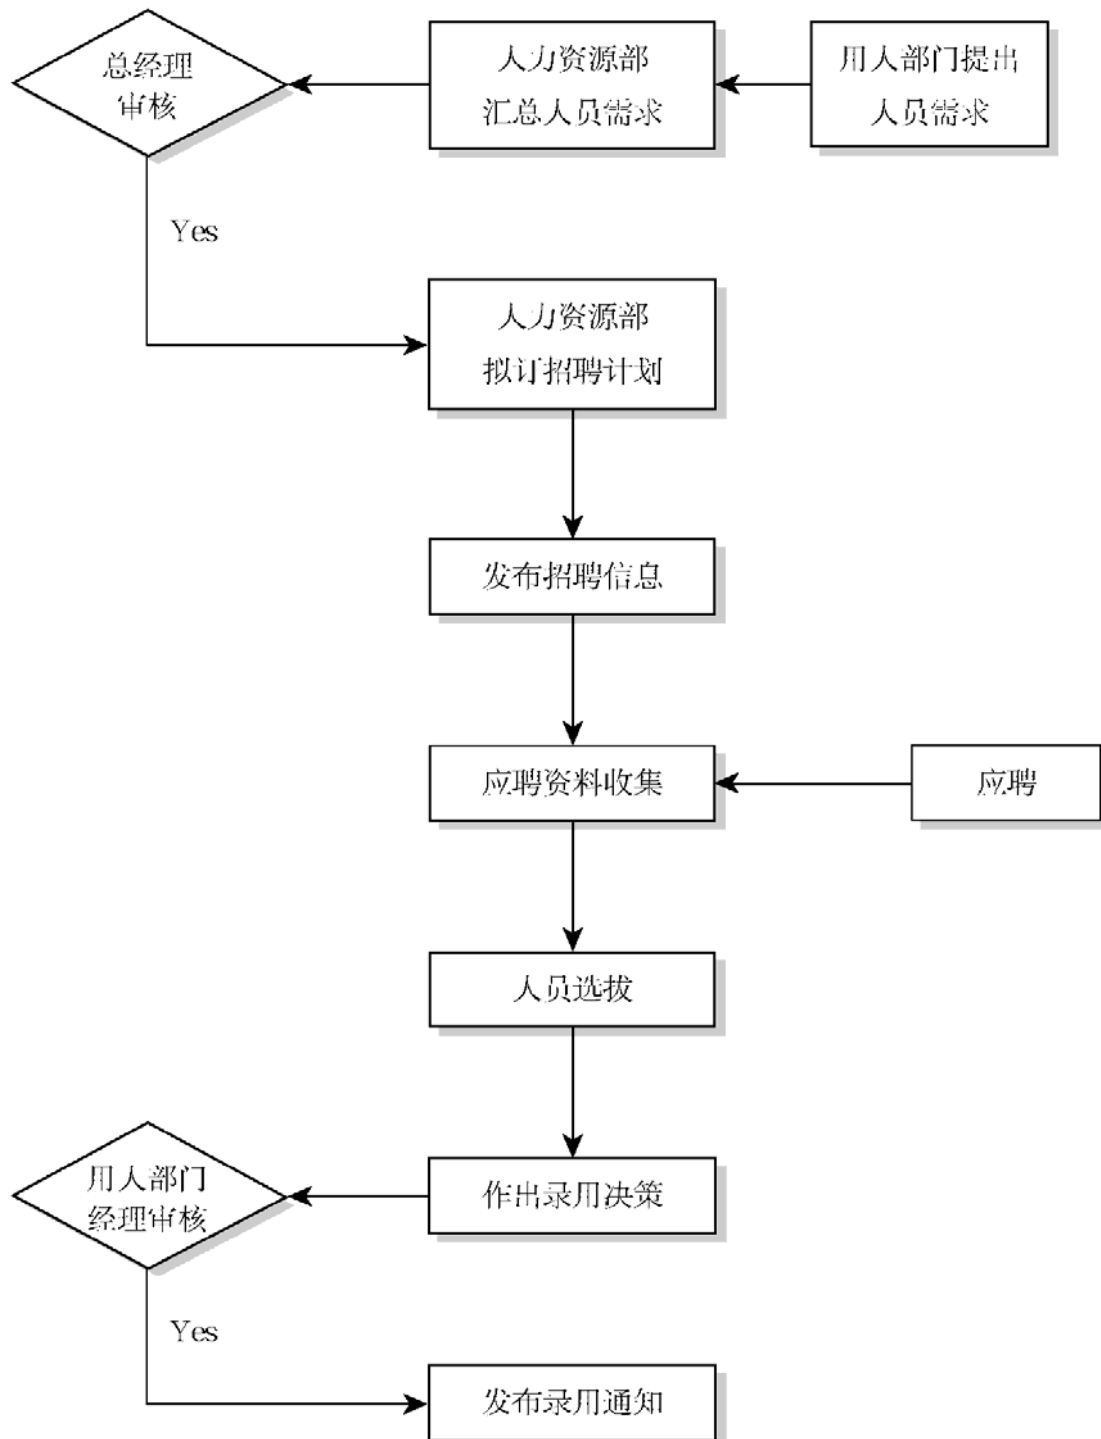 总经理
审核
人力资源部
汇总人员需求
用人部门提出
人员需求
Yes
人力资源部
拟订招聘计划
发布招聘信息
应聘资料收集
应聘
人员选拔
用人部门
经理审核
作出录用决策
Yes
发布录用通知